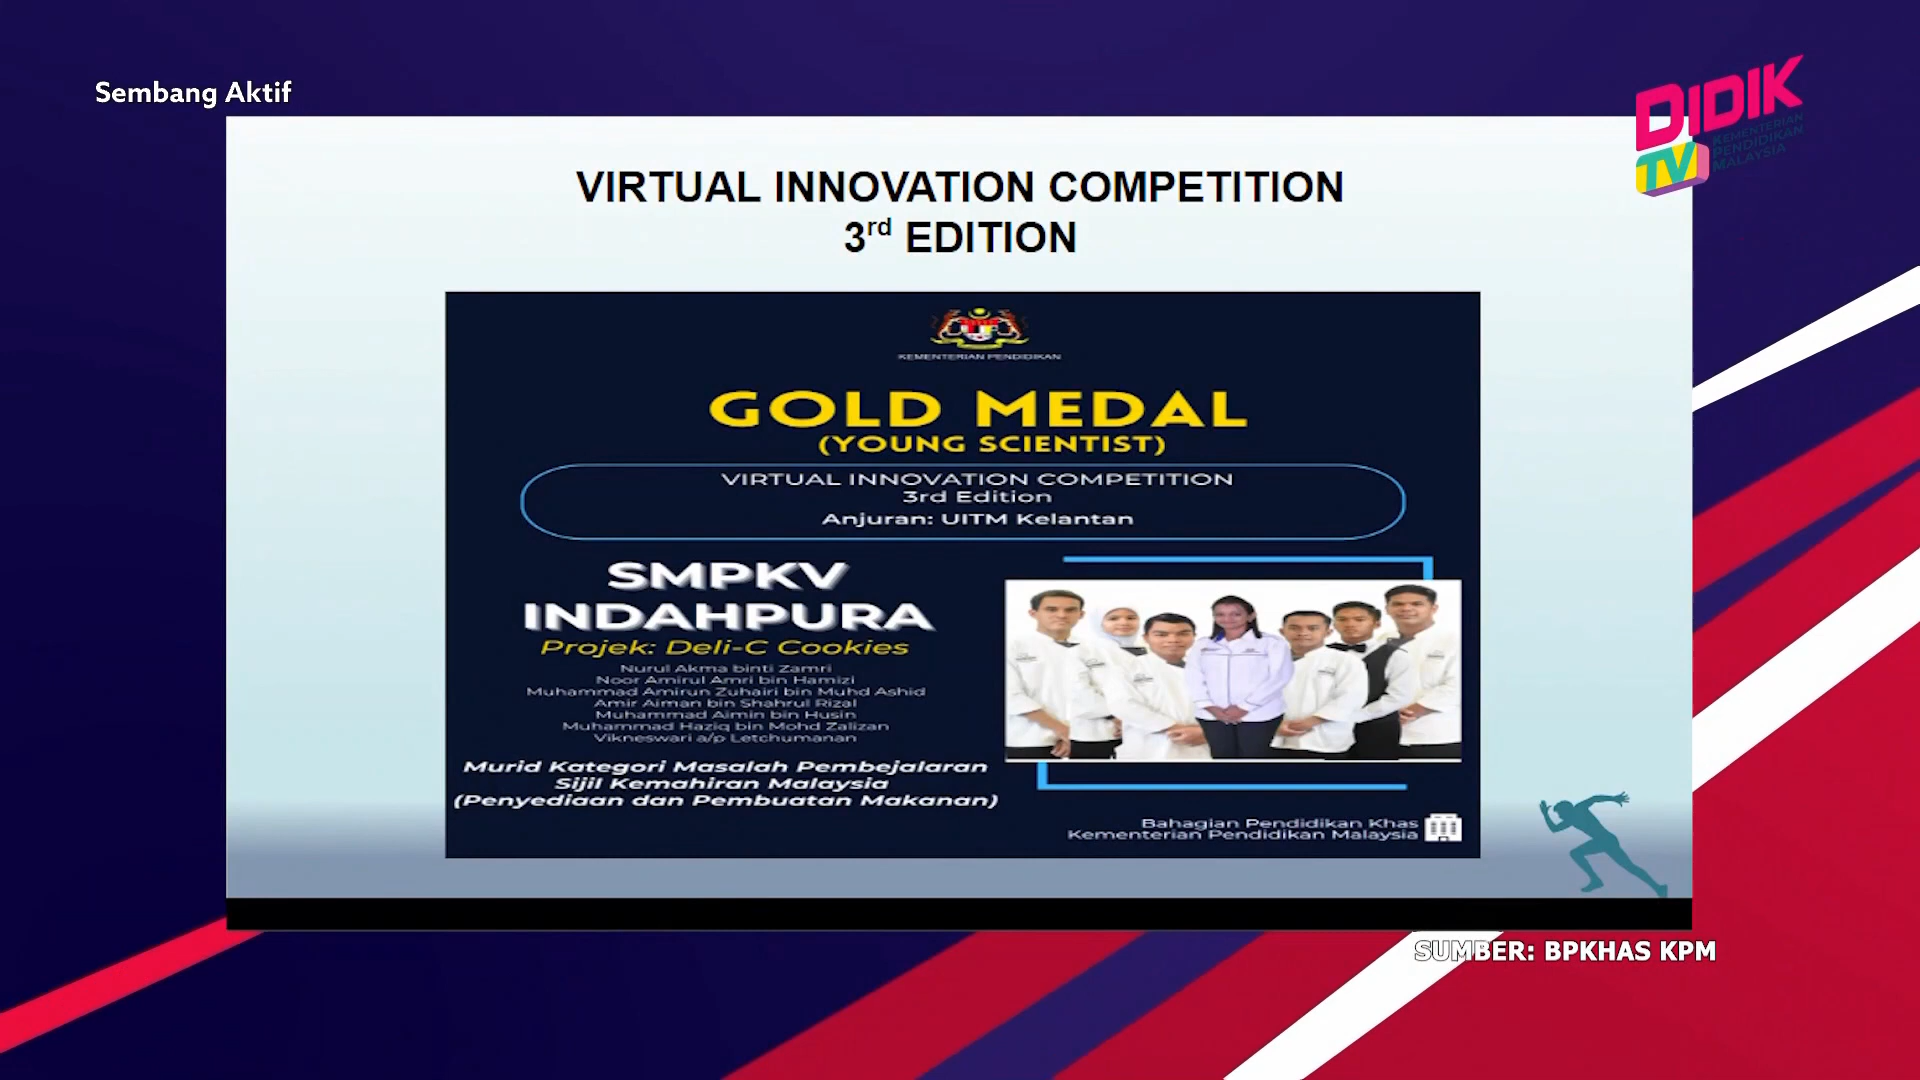 Sembang Aktif
DIDIK
TV
KEMENTERIAN
PENDIDIKAN
MALAYSIA
VIRTUAL INNOVATION COMPETITION
3rd EDITION
KEMENTERIAN PENDIDIKAN
GOLD MEDAL
(YOUNG SCIENTIST)
VIRTUAL INNOVATION COMPETITION
3rd Edition
Anjuran: UITM Kelantan
SMPKV
INDAHPURA
Projek: Deli-C Cookies
Nurul Akma binti Zamri
Noor Amirul Amri bin Hamizi
Muhammad Amirun Zuhairi bin Muhd Ashid
Amir Aiman bin Shahrul Rizal
Muhammad Aimin bin Husin
Muhammad Haziq bin Mohd Zalizan
Vikneswari a/p Letchumanan
Murid Kategori Masalah Pembejalaran
Sijil Kemahiran Malaysia
(Penyediaan dan Pembuatan Makanan)
Bahagian Pendidikan Khas
Kementerian Pendidikan Malaysia
SUMBER: BPKHAS KPM